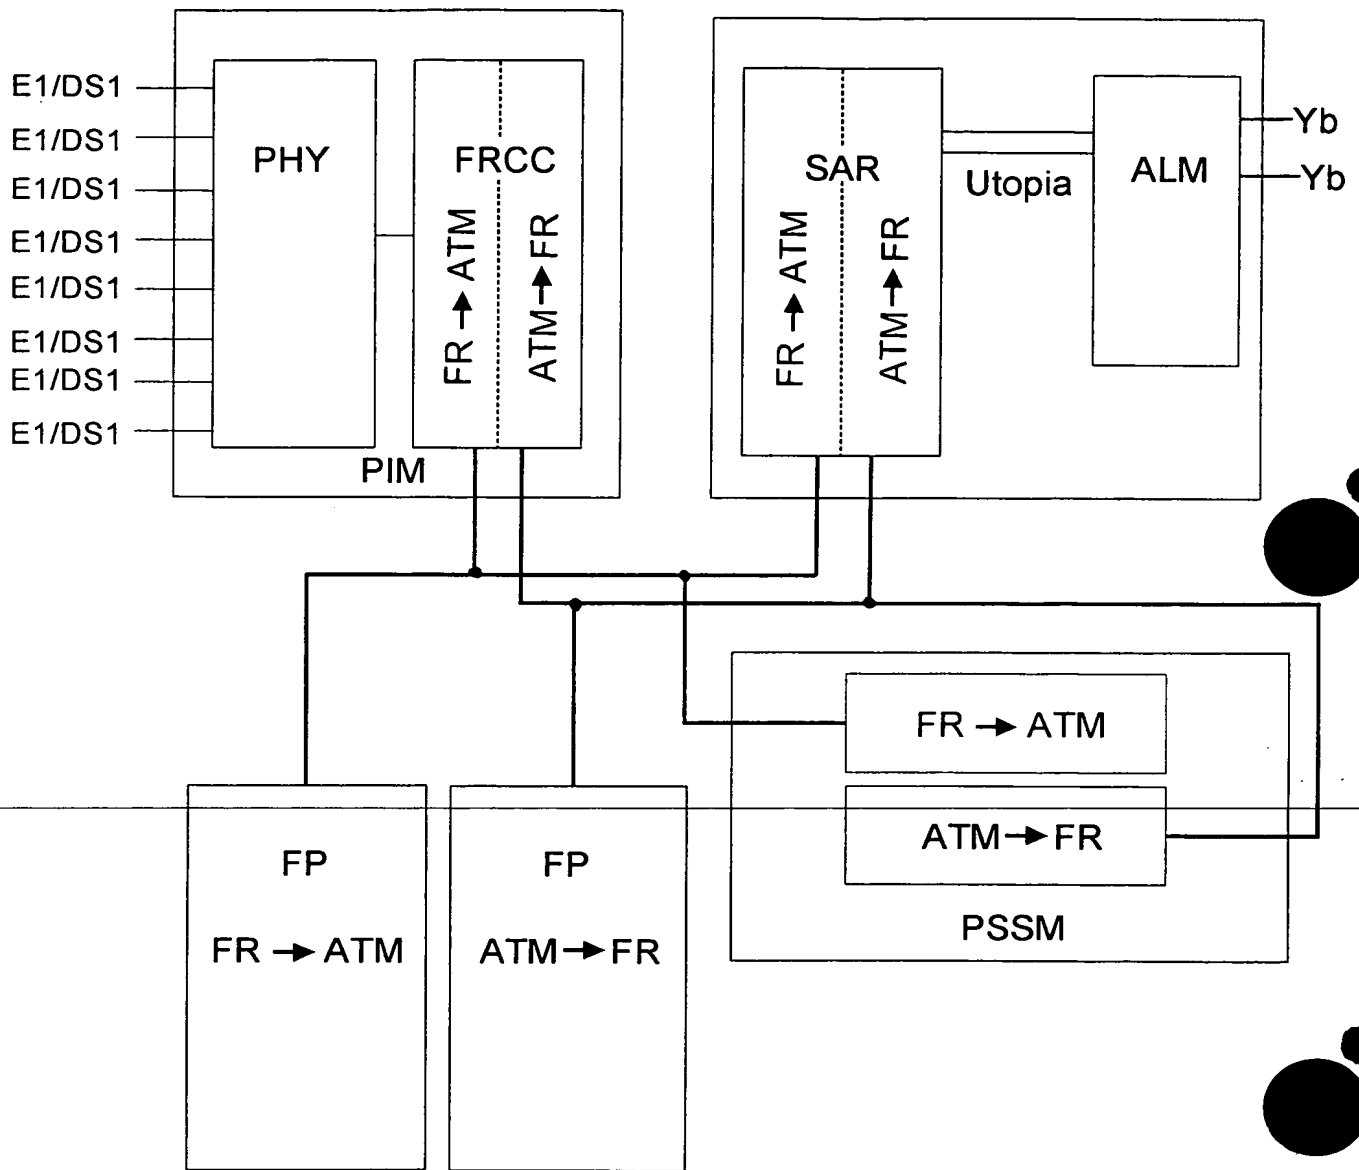 E1/DS1
E1/DS1
E1/DS1
E1/DS1
E1/DS1
E1/DS1
E1/DS1
E1/DS1
PHY
FRCC
FR → ATM
ATM → FR
PIM
SAR
FR → ATM
ATM → FR
Utopia
ALM
Yb
Yb
FR → ATM
ATM → FR
PSSM
FP
FR → ATM
FP
ATM → FR